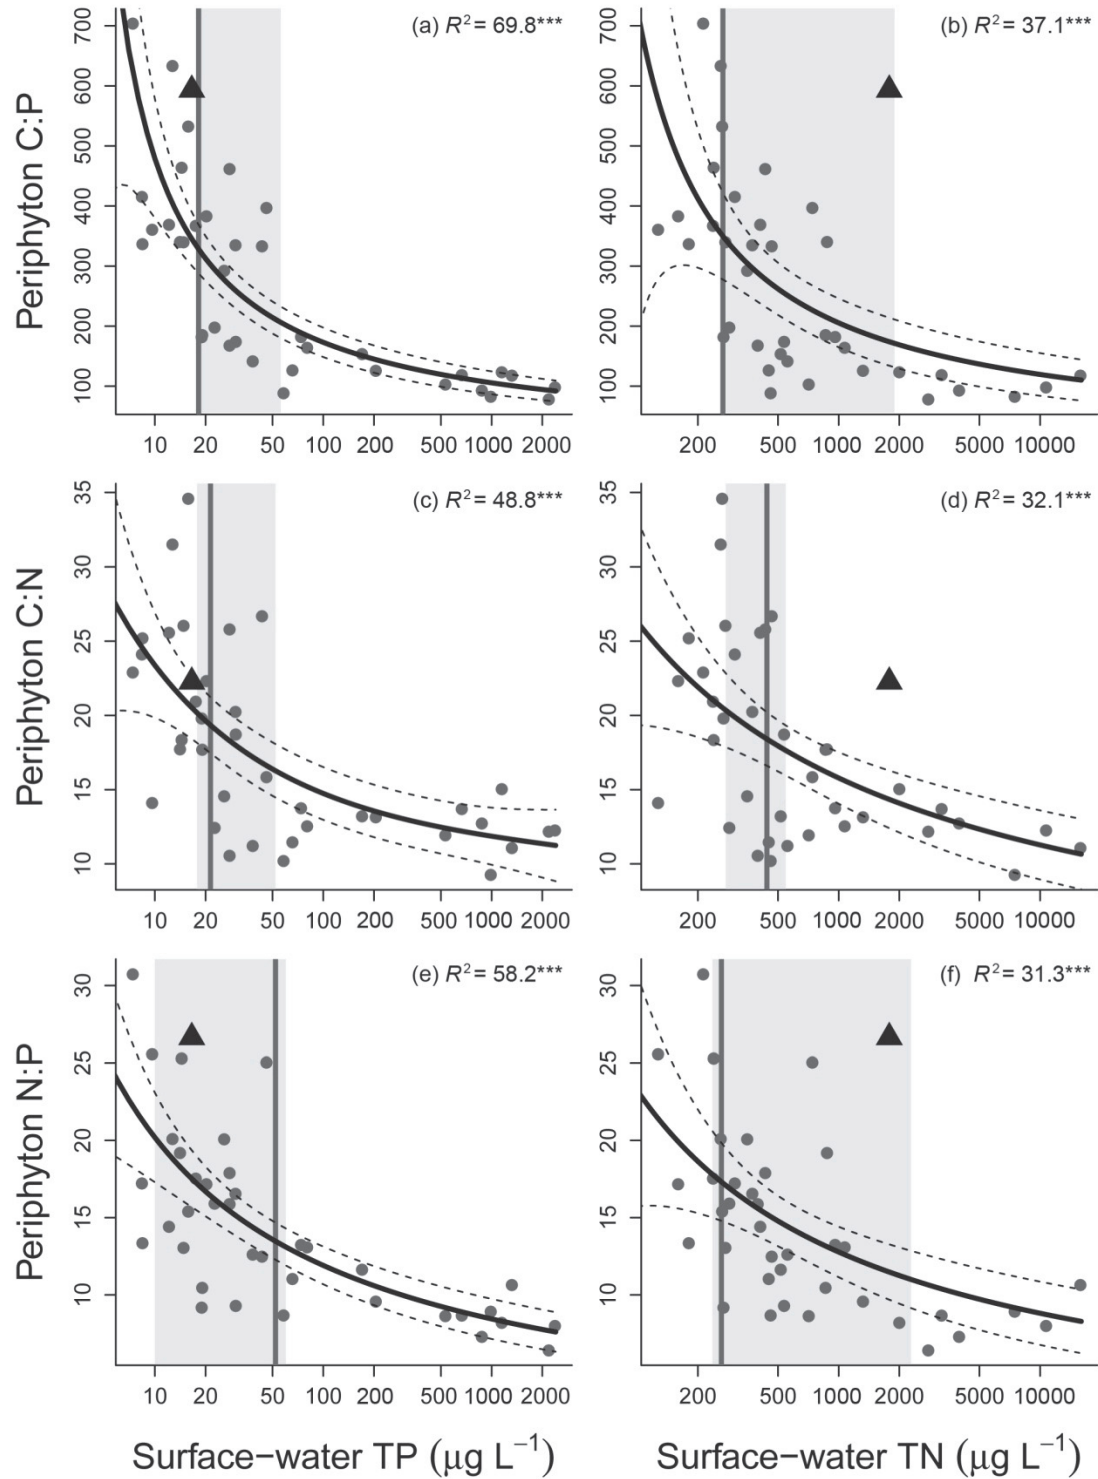 (a) R² = 69.8***
(b) R² = 37.1***
Periphyton C:P
700
600
500
400
300
200
100
10 20 50 100 200 500 1000 2000
700
600
500
400
300
200
100
200 500 1000 2000 5000 10000
(c) R² = 48.8***
(d) R² = 32.1***
Periphyton C:N
35
30
25
20
15
10
10 20 50 100 200 500 1000 2000
35
30
25
20
15
10
200 500 1000 2000 5000 10000
(e) R² = 58.2***
(f) R² = 31.3***
Periphyton N:P
30
25
20
15
10
10 20 50 100 200 500 1000 2000
30
25
20
15
10
200 500 1000 2000 5000 10000
Surface−water TP (μg L⁻¹)
Surface−water TN (μg L⁻¹)